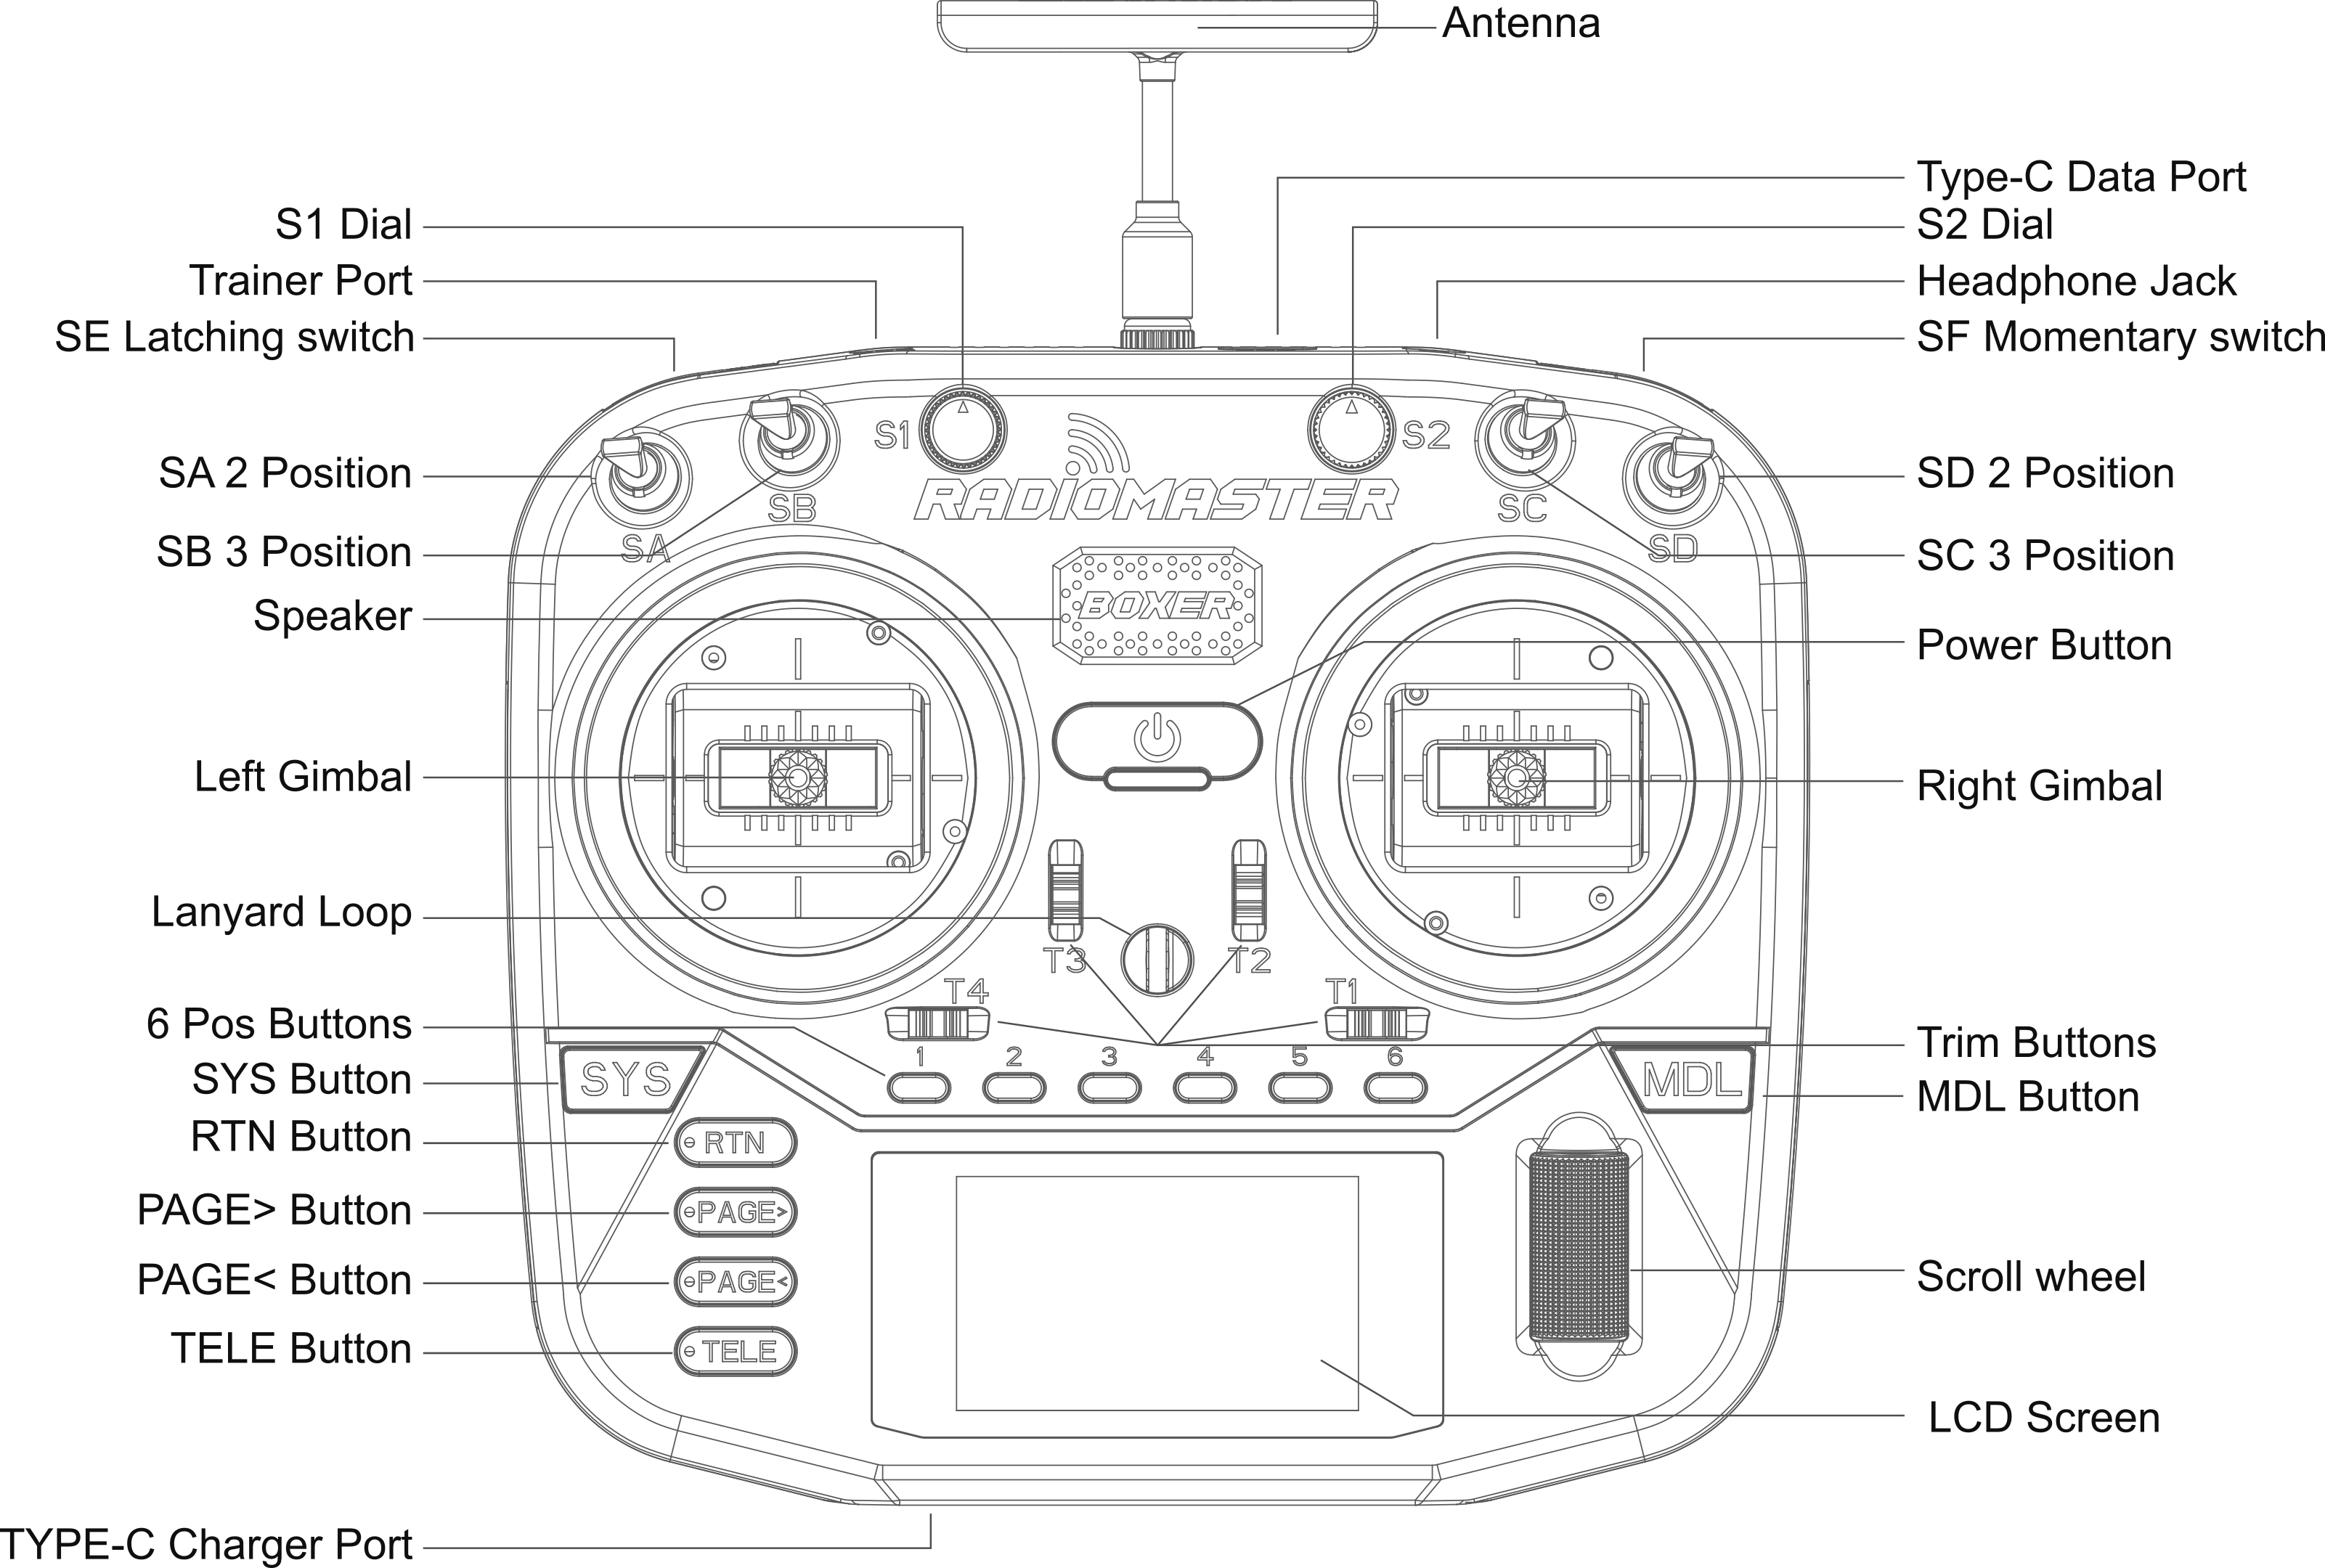 Antenna
Type-C Data Port
S1 Dial
S2 Dial
Trainer Port
Headphone Jack
SE Latching switch
SF Momentary switch
S1
S2
SA 2 Position
SD 2 Position
RADIOMASTER
SB
SC
SA
SD
SB 3 Position
SC 3 Position
BOXER
Speaker
Power Button
Left Gimbal
Right Gimbal
Lanyard Loop
T3
T2
T4
T1
6 Pos Buttons
Trim Buttons
1 2 3 4 5 6
SYS Button
SYS
MDL
MDL Button
RTN Button
RTN
PAGE> Button
PAGE>
PAGE< Button
PAGE<
Scroll wheel
TELE Button
TELE
LCD Screen
TYPE-C Charger Port